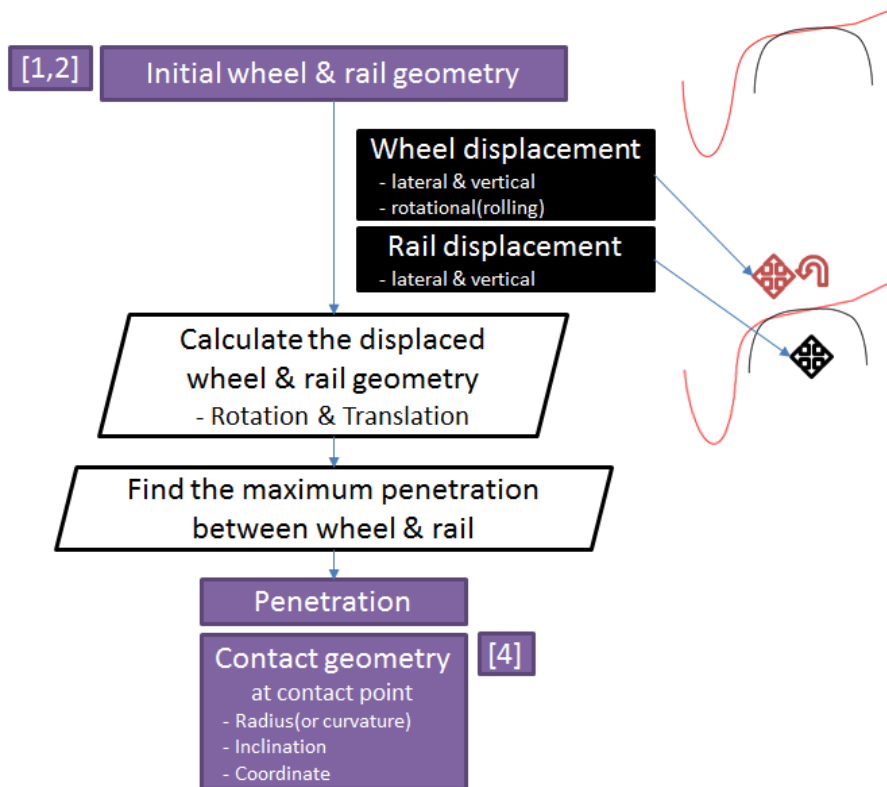 [1,2]
Initial wheel & rail geometry
Wheel displacement
- lateral & vertical
- rotational(rolling)
Rail displacement
- lateral & vertical
Calculate the displaced
wheel & rail geometry
- Rotation & Translation
Find the maximum penetration
between wheel & rail
Penetration
Contact geometry
[4]
at contact point
- Radius(or curvature)
- Inclination
- Coordinate